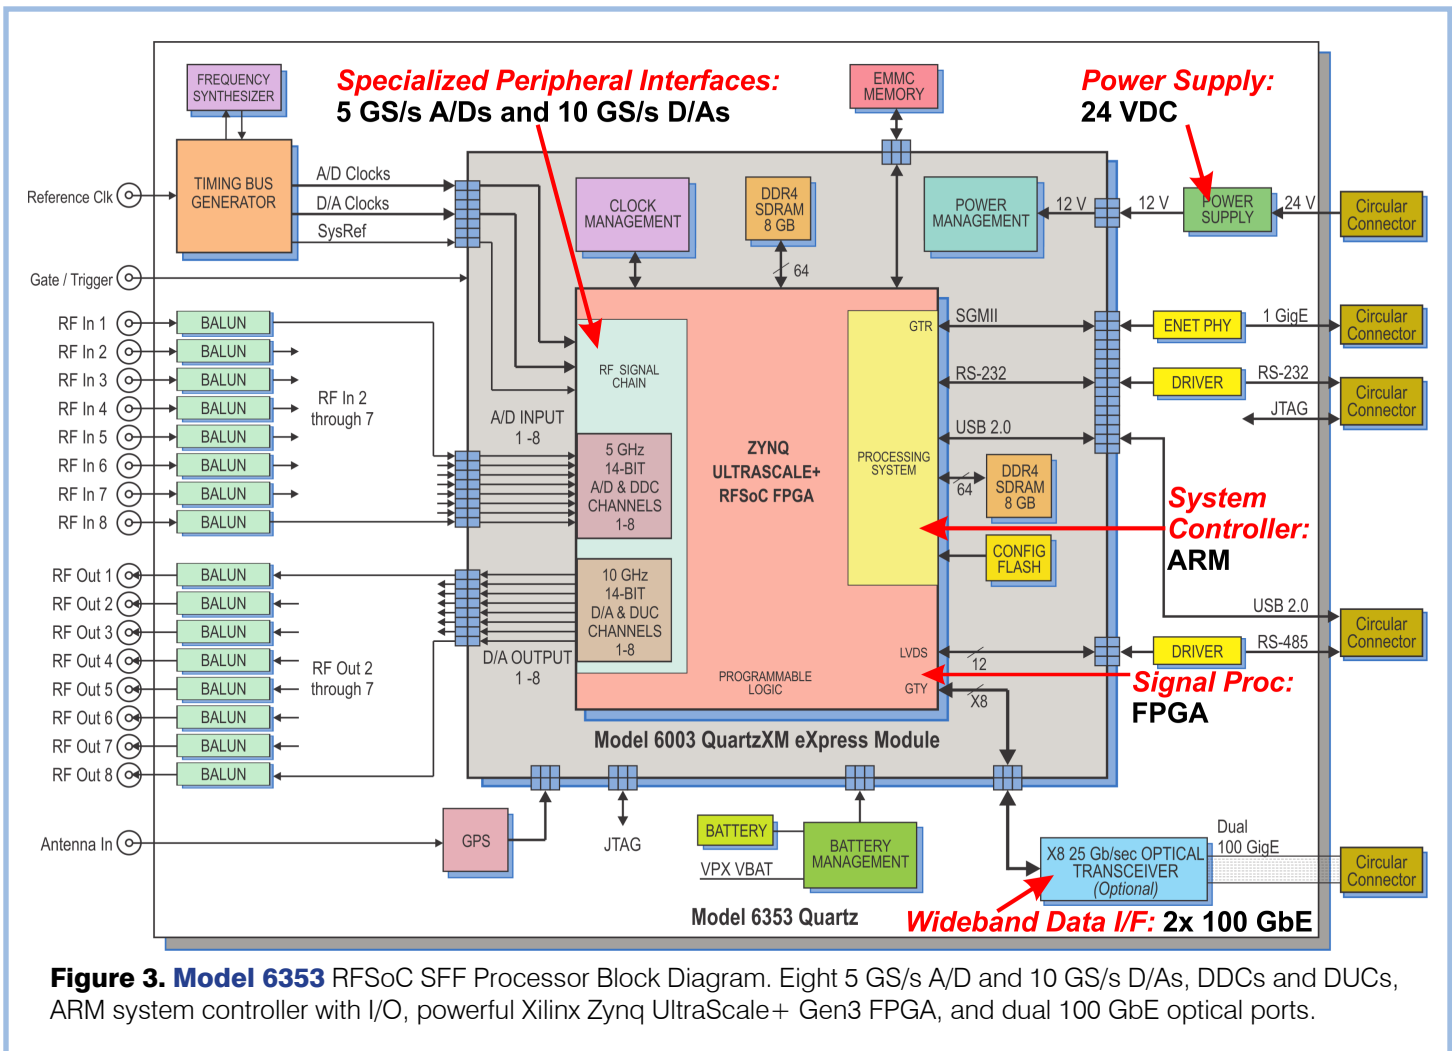 FREQUENCY
SYNTHESIZER
Specialized Peripheral Interfaces:
5 GS/s A/Ds and 10 GS/s D/As
EMMC
MEMORY
Power Supply:
24 VDC
Reference Clk
TIMING BUS
GENERATOR
A/D Clocks
D/A Clocks
SysRef
CLOCK
MANAGEMENT
DDR4
SDRAM
8 GB
64
POWER
MANAGEMENT
12 V
12 V
POWER
SUPPLY
24 V
Circular
Connector
Gate / Trigger
RF In 1
BALUN
RF In 2
BALUN
RF In 3
BALUN
RF In 4
BALUN
RF In 5
BALUN
RF In 6
BALUN
RF In 7
BALUN
RF In 8
BALUN
RF In 2
through 7
A/D INPUT
1 -8
RF SIGNAL
CHAIN
5 GHz
14-BIT
A/D & DDC
CHANNELS
1-8
ZYNQ
ULTRASCALE+
RFSoC FPGA
GTR
PROCESSING
SYSTEM
SGMII
ENET PHY
1 GigE
Circular
Connector
RS-232
DRIVER
RS-232
JTAG
Circular
Connector
USB 2.0
64
DDR4
SDRAM
8 GB
CONFIG
FLASH
System
Controller:
ARM
RF Out 1
BALUN
RF Out 2
BALUN
RF Out 3
BALUN
RF Out 4
BALUN
RF Out 5
BALUN
RF Out 6
BALUN
RF Out 7
BALUN
RF Out 8
BALUN
RF Out 2
through 7
10 GHz
14-BIT
D/A & DUC
CHANNELS
1-8
D/A OUTPUT
1 -8
USB 2.0
Circular
Connector
LVDS
12
DRIVER
RS-485
PROGRAMMABLE
LOGIC
GTY
X8
Signal Proc:
FPGA
Model 6003 QuartzXM eXpress Module
Antenna In
GPS
JTAG
BATTERY
VPX VBAT
BATTERY
MANAGEMENT
X8 25 Gb/sec OPTICAL
TRANSCEIVER
(Optional)
Dual
100 GigE
Circular
Connector
Model 6353 Quartz
Wideband Data I/F: 2x 100 GbE
Figure 3. Model 6353 RFSoC SFF Processor Block Diagram. Eight 5 GS/s A/D and 10 GS/s D/As, DDCs and DUCs,
ARM system controller with I/O, powerful Xilinx Zynq UltraScale+ Gen3 FPGA, and dual 100 GbE optical ports.